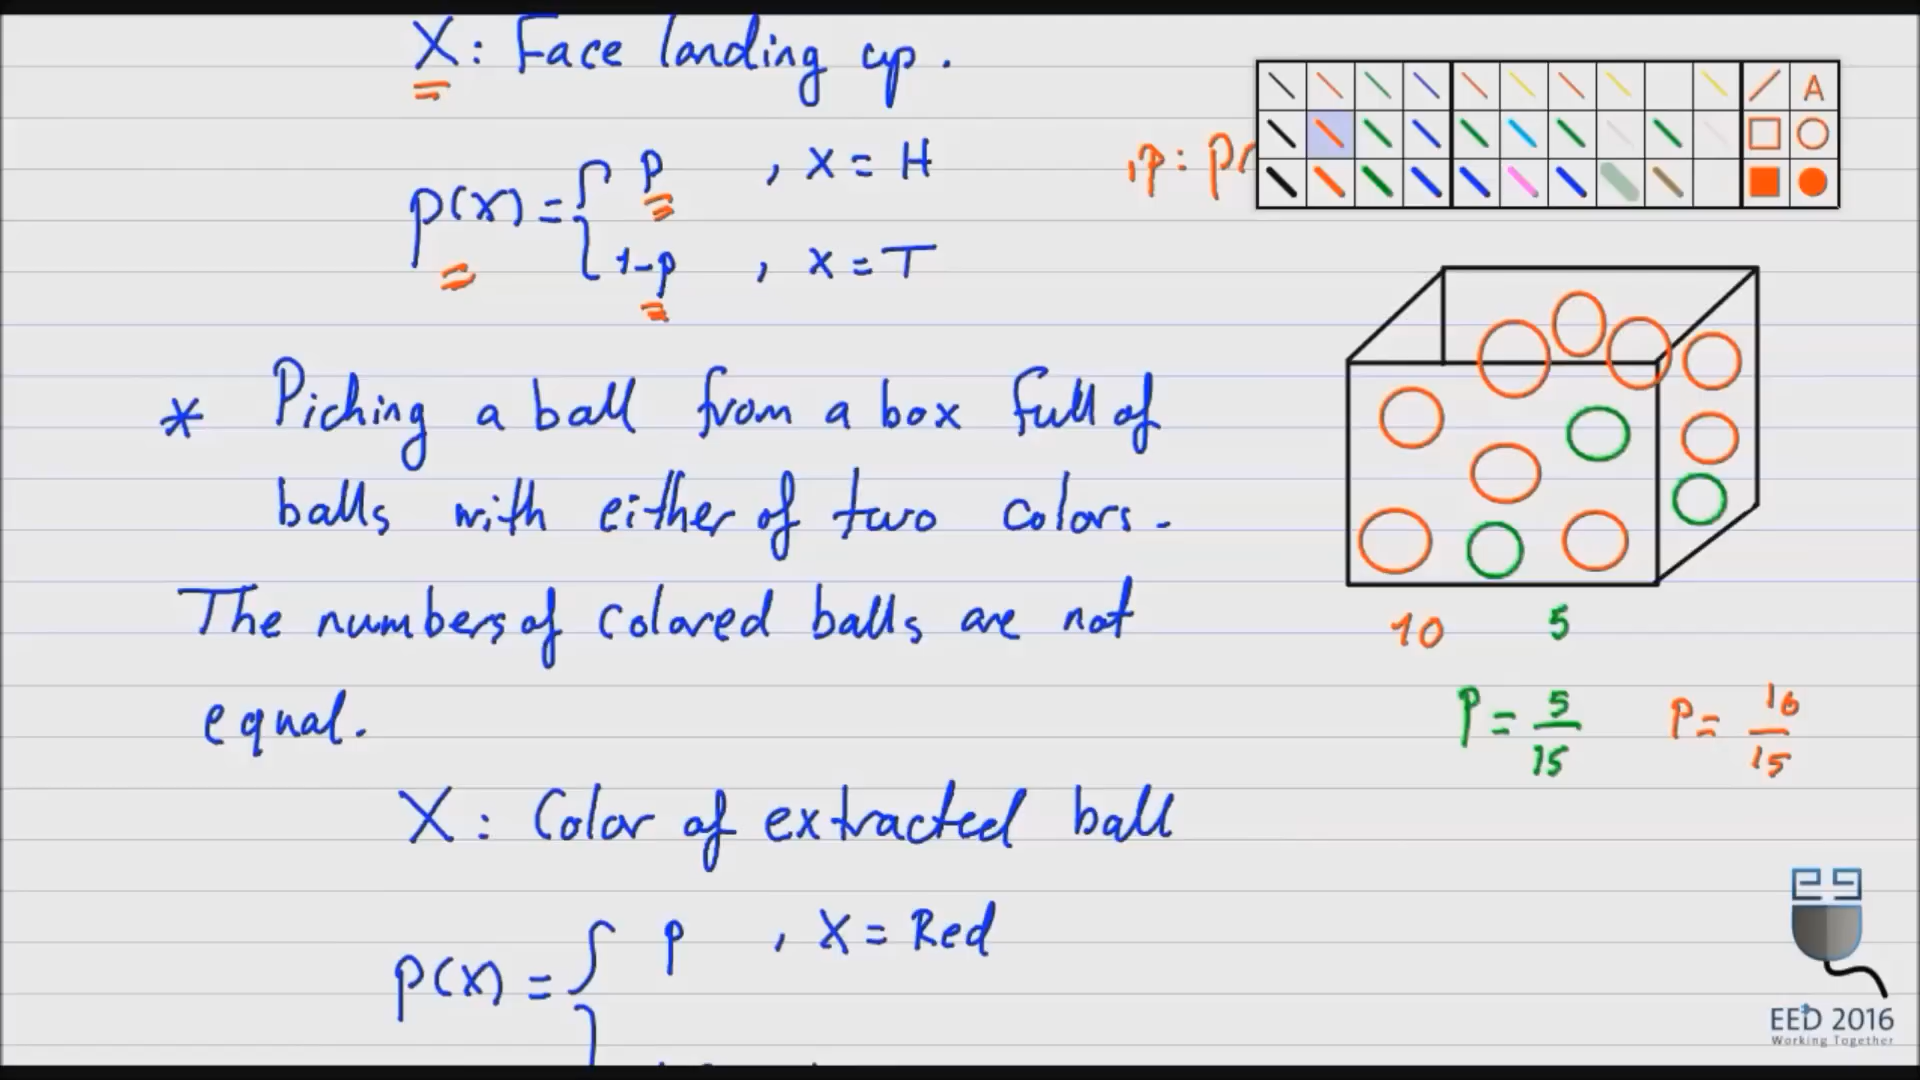 X: Face landing up.
p(x) = { p , x = H
1-p , x = T
,p: pr
A
* Piching a ball from a box full of
balls with either of two colors.
The numbers of colored balls are not
equal.
10 5
P = 5/15 P = 10/15
X: Color of extracted ball
p(x) = { p , X = Red
EED 2016
Working Together